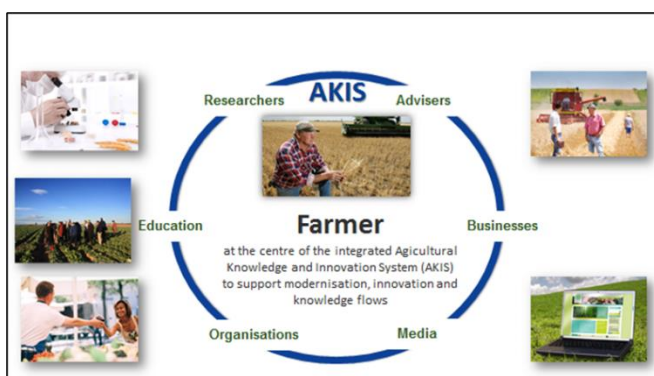 AKIS
Researchers
Advisers
Education
Farmer
Businesses
at the centre of the integrated Agicultural
Knowledge and Innovation System (AKIS)
to support modernisation, innovation and
knowledge flows
Organisations
Media